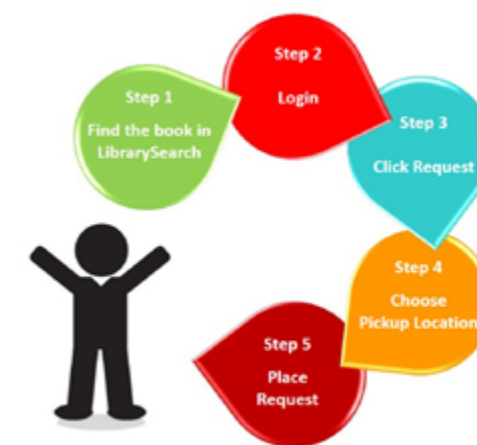 Step 1
Find the book in
LibrarySearch
Step 2
Login
Step 3
Click Request
Step 4
Choose
Pickup Location
Step 5
Place
Request